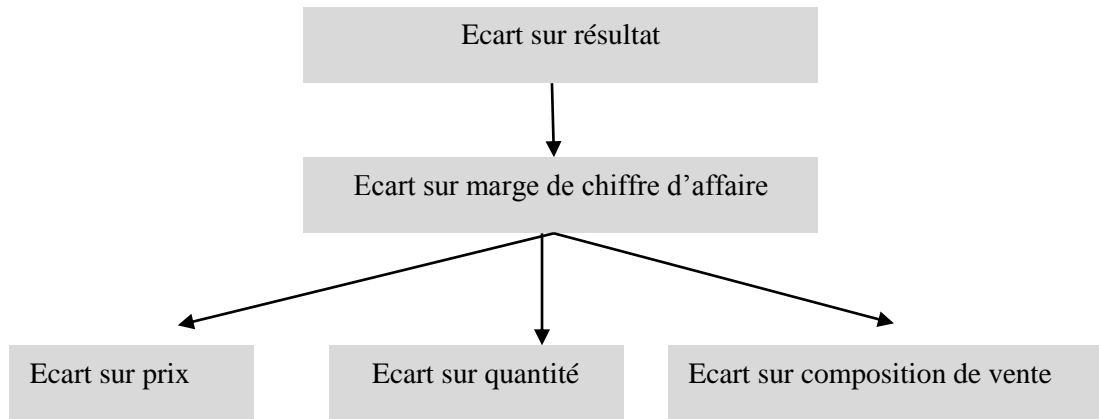 Ecart sur résultat
Ecart sur marge de chiffre d’affaire
Ecart sur prix
Ecart sur quantité
Ecart sur composition de vente